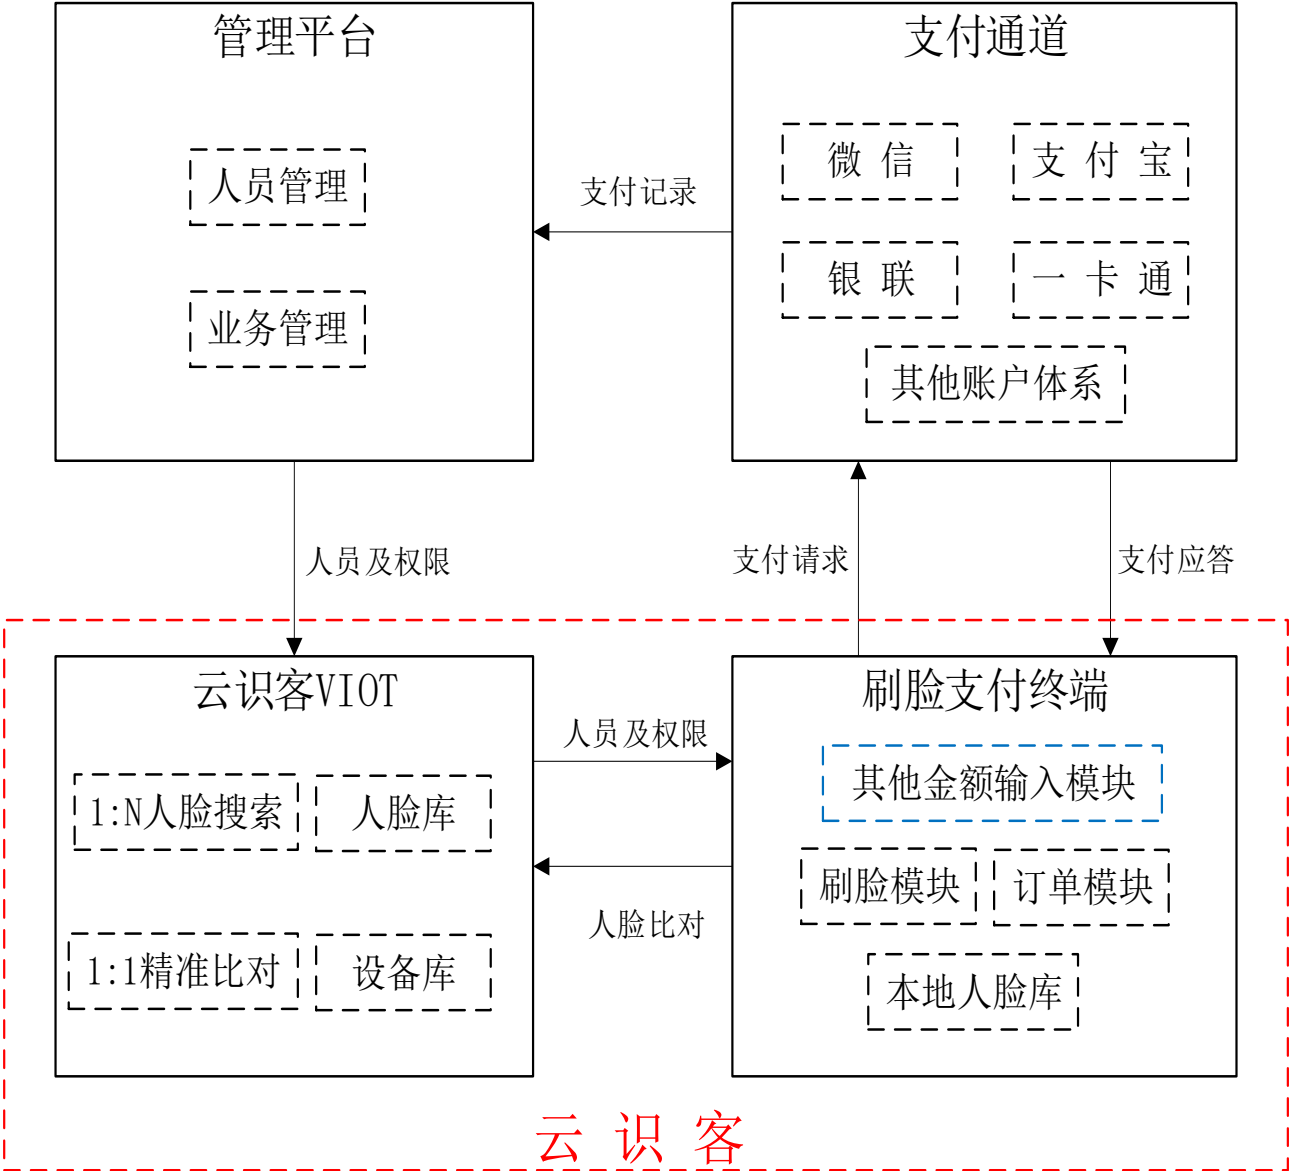 管理平台
人员管理
业务管理
支付记录
支付通道
微 信
支 付 宝
银 联
一 卡 通
其他账户体系
人员及权限
支付请求
支付应答
云识客VIOT
1:N人脸搜索
人脸库
1:1精准比对
设备库
人员及权限
人脸比对
刷脸支付终端
其他金额输入模块
刷脸模块
订单模块
本地人脸库
云 识 客